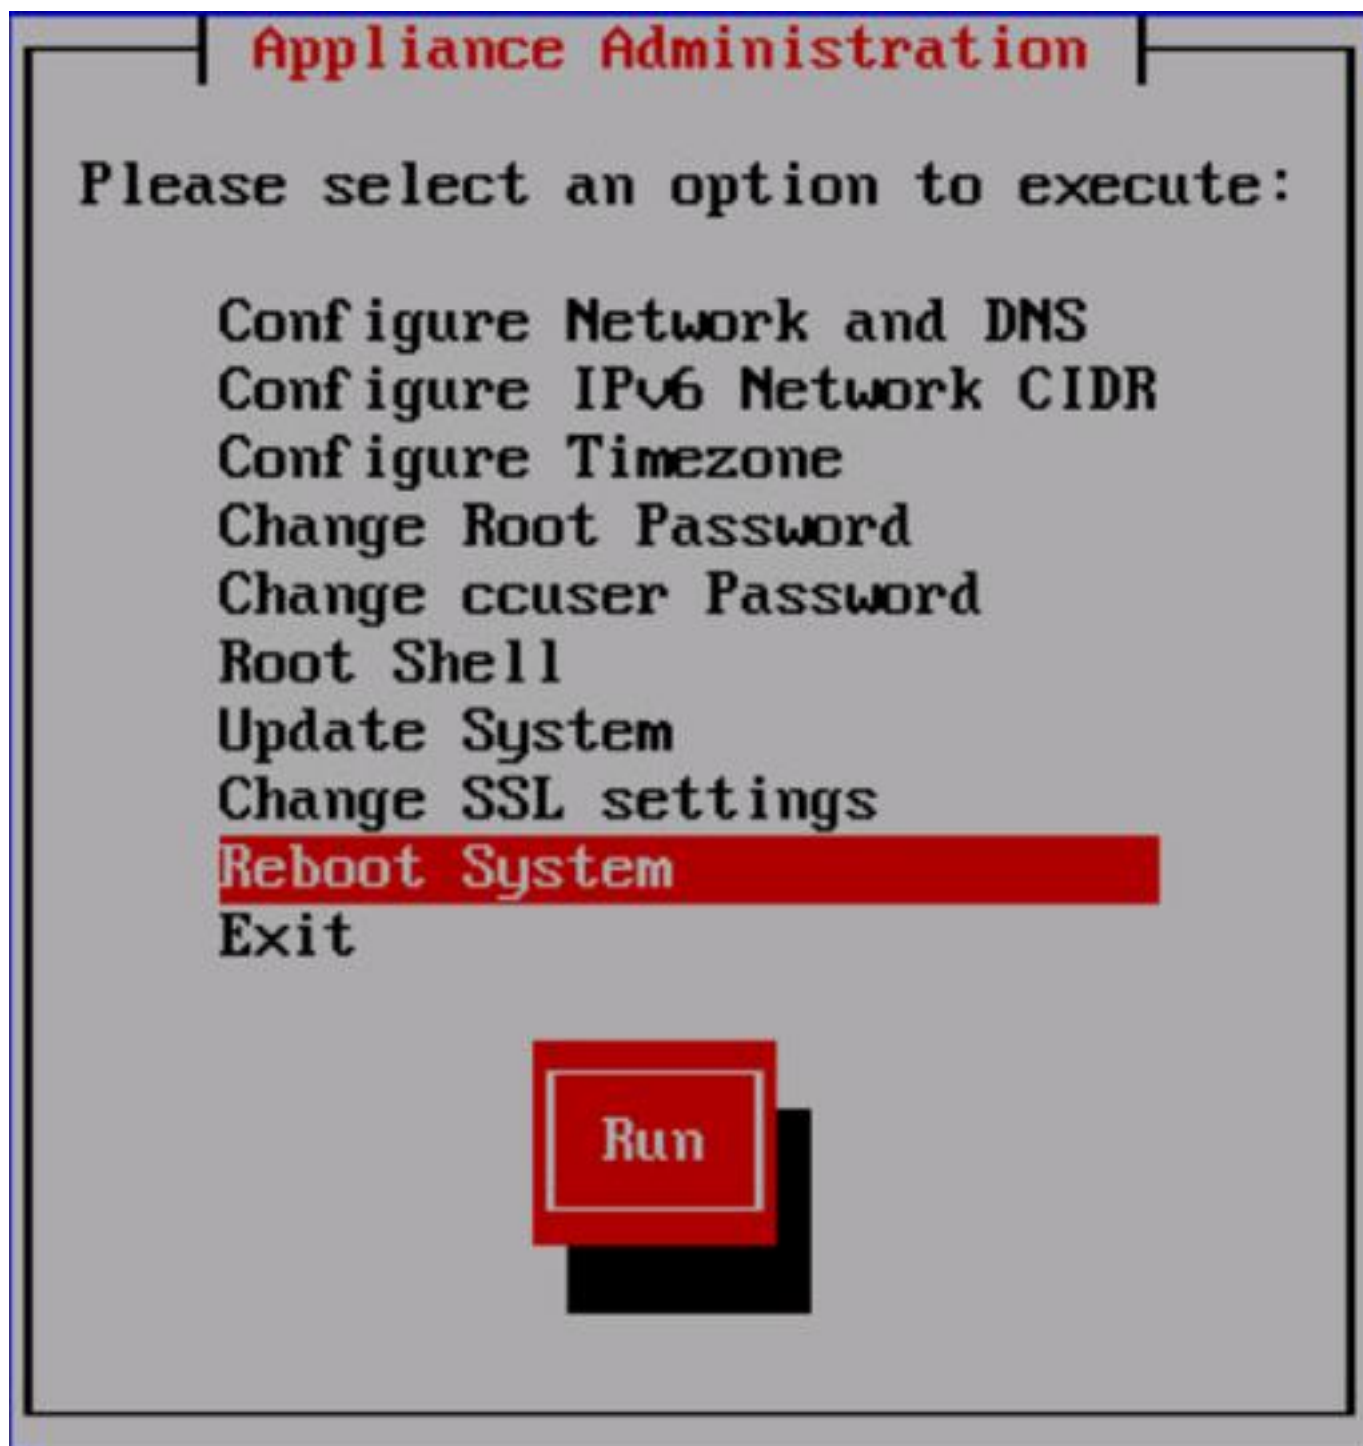 Appliance Administration
Please select an option to execute:
Configure Network and DNS
Configure IPv6 Network CIDR
Configure Timezone
Change Root Password
Change ccuser Password
Root Shell
Update System
Change SSL settings
Reboot System
Exit
Run